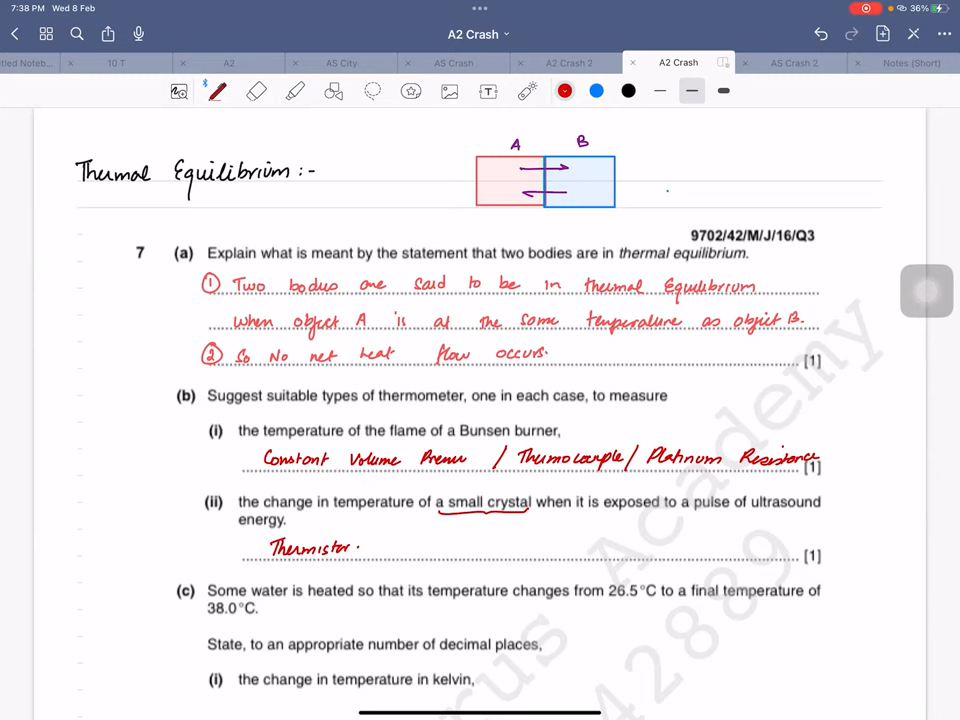 7:38 PM Wed 8 Feb
36%
A2 Crash
itled Noteb...
10 T
A2
AS City
AS Crash
A2 Crash 2
A2 Crash
AS Crash 2
Notes (Short)
A B
Thermal Equilibrium :-
9702/42/M/J/16/Q3
7 (a) Explain what is meant by the statement that two bodies are in thermal equilibrium.
① Two bodies are said to be in thermal Equilibrium
when object A is at the same temperature as object B.
② So No net heat flow occurs. [1]
(b) Suggest suitable types of thermometer, one in each case, to measure
(i) the temperature of the flame of a Bunsen burner,
Constant Volume / Thermocouple / Platinum Resistance [1]
(ii) the change in temperature of a small crystal when it is exposed to a pulse of ultrasound
energy.
Thermistor. [1]
(c) Some water is heated so that its temperature changes from 26.5°C to a final temperature of
38.0°C.
State, to an appropriate number of decimal places,
(i) the change in temperature in kelvin,
rus Academy
42889